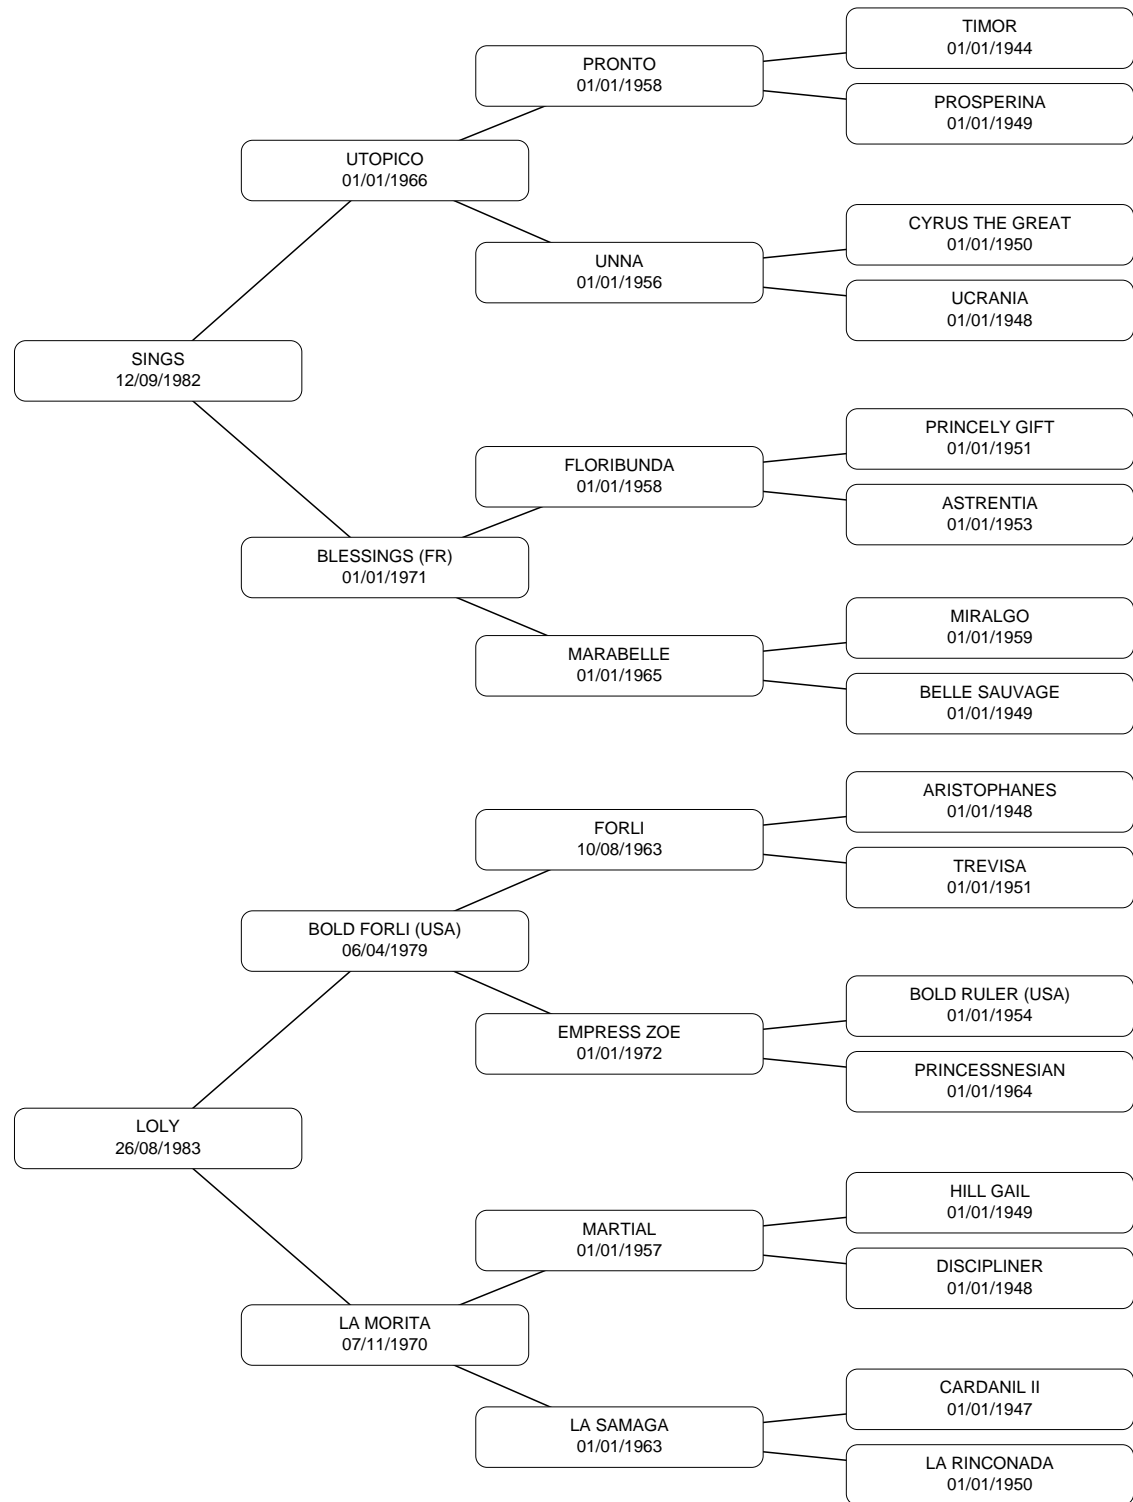 TIMOR
01/01/1944
PRONTO
01/01/1958
PROSPERINA
01/01/1949
UTOPICO
01/01/1966
CYRUS THE GREAT
01/01/1950
UNNA
01/01/1956
UCRANIA
01/01/1948
SINGS
12/09/1982
PRINCELY GIFT
01/01/1951
FLORIBUNDA
01/01/1958
ASTRENTIA
01/01/1953
BLESSINGS (FR)
01/01/1971
MIRALGO
01/01/1959
MARABELLE
01/01/1965
BELLE SAUVAGE
01/01/1949
ARISTOPHANES
01/01/1948
FORLI
10/08/1963
TREVISA
01/01/1951
BOLD FORLI (USA)
06/04/1979
BOLD RULER (USA)
01/01/1954
EMPRESS ZOE
01/01/1972
PRINCESSNESIAN
01/01/1964
LOLY
26/08/1983
HILL GAIL
01/01/1949
MARTIAL
01/01/1957
DISCIPLINER
01/01/1948
LA MORITA
07/11/1970
CARDANIL II
01/01/1947
LA SAMAGA
01/01/1963
LA RINCONADA
01/01/1950